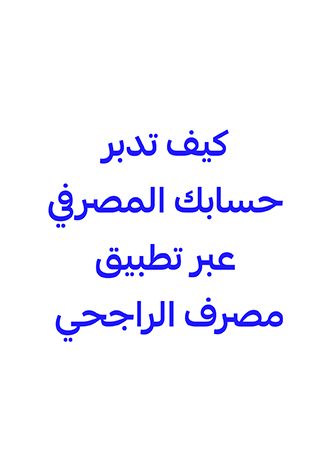 كيف تدبر
حسابك المصرفي
عبر تطبيق
مصرف الراجحي